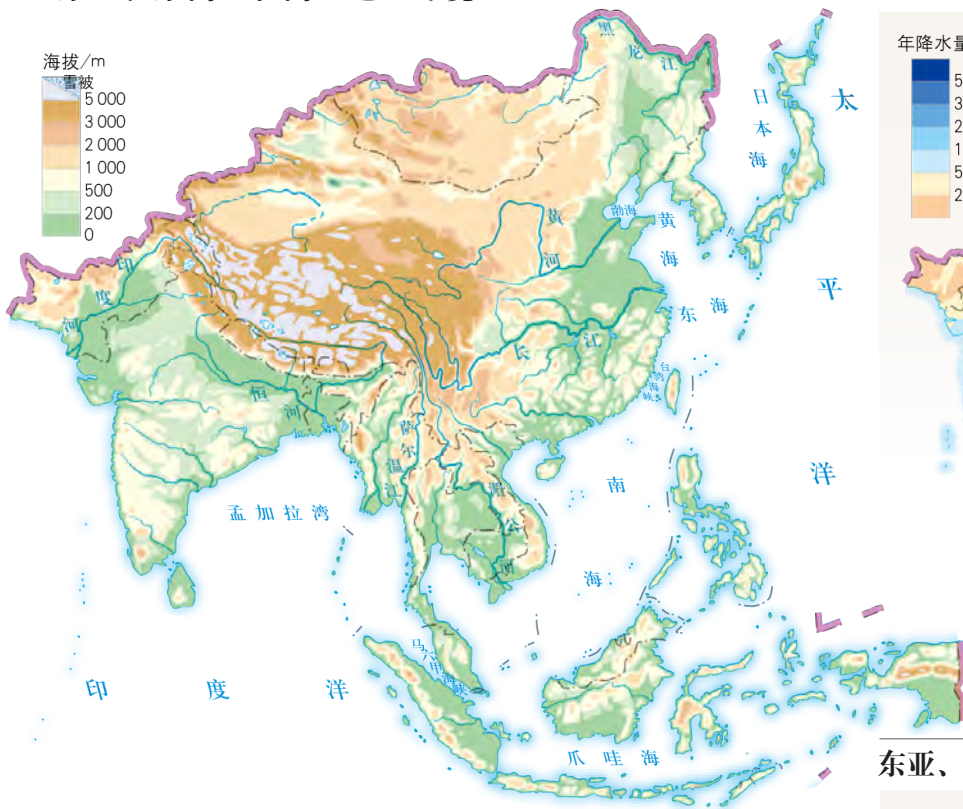 海拔/m
雪被
5 000
3 000
2 000
1 000
500
200
0
年降水量
黑龙江
日本海
太平洋
渤海
黄河
黄海
东海
长江
台湾海峡
印度河
恒河
萨尔温江
湄公河
南海
孟加拉湾
马六甲海峡
印度洋
爪哇海
东亚、